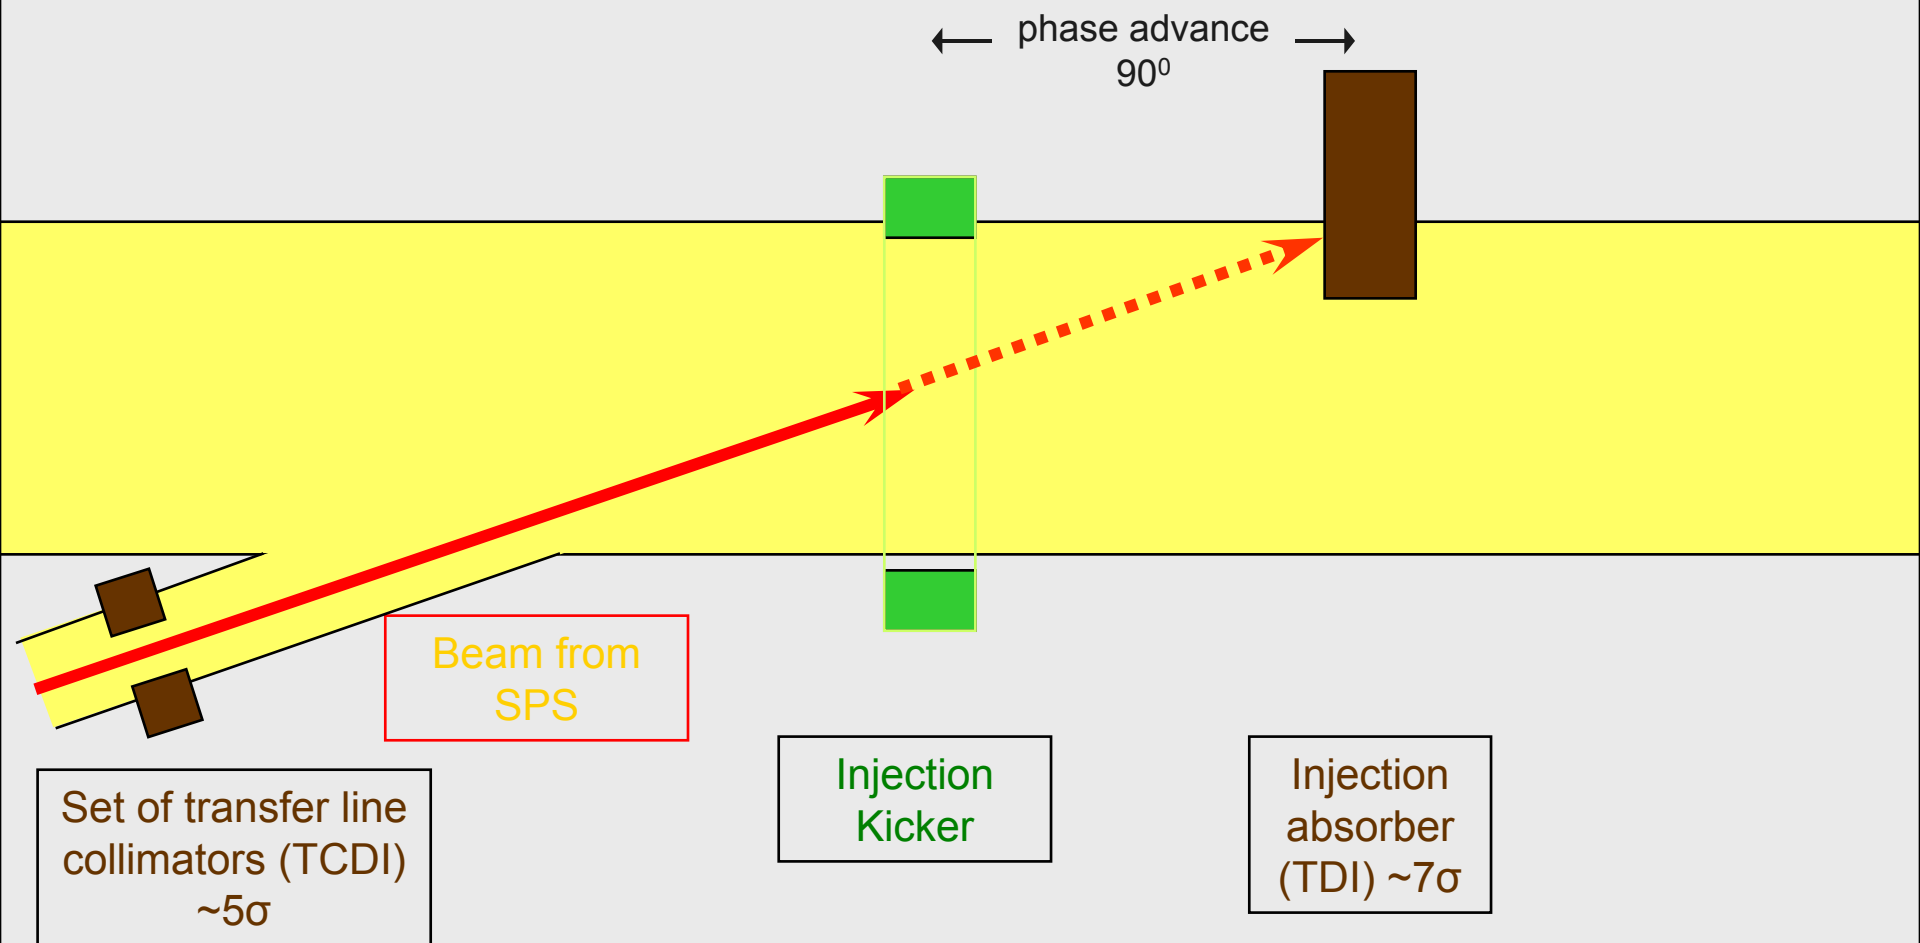 phase advance
90⁰
Beam from
SPS
Injection
Kicker
Injection
absorber
(TDI) ~7σ
Set of transfer line
collimators (TCDI)
~5σ